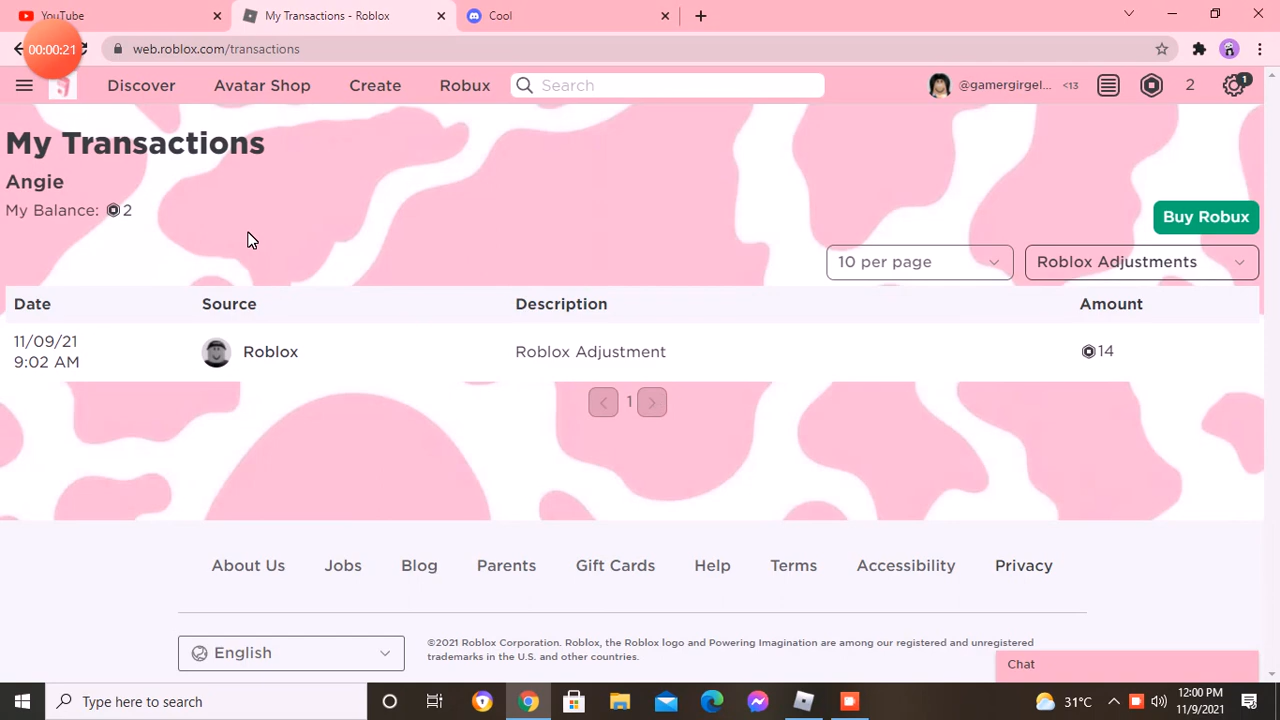 YouTube
My Transactions - Roblox
Cool
00:00:21
web.roblox.com/transactions
Discover
Avatar Shop
Create
Robux
Search
@gamergirgel...
<13
2
1
My Transactions
Angie
My Balance: 2
Buy Robux
10 per page
Roblox Adjustments
Date Source Description Amount
11/09/21
9:02 AM
Roblox
Roblox Adjustment
14
1
About Us Jobs Blog Parents Gift Cards Help Terms Accessibility Privacy
English
©2021 Roblox Corporation. Roblox, the Roblox logo and Powering Imagination are among our registered and unregistered
trademarks in the U.S. and other countries.
Chat
Type here to search
31°C
12:00 PM
11/9/2021